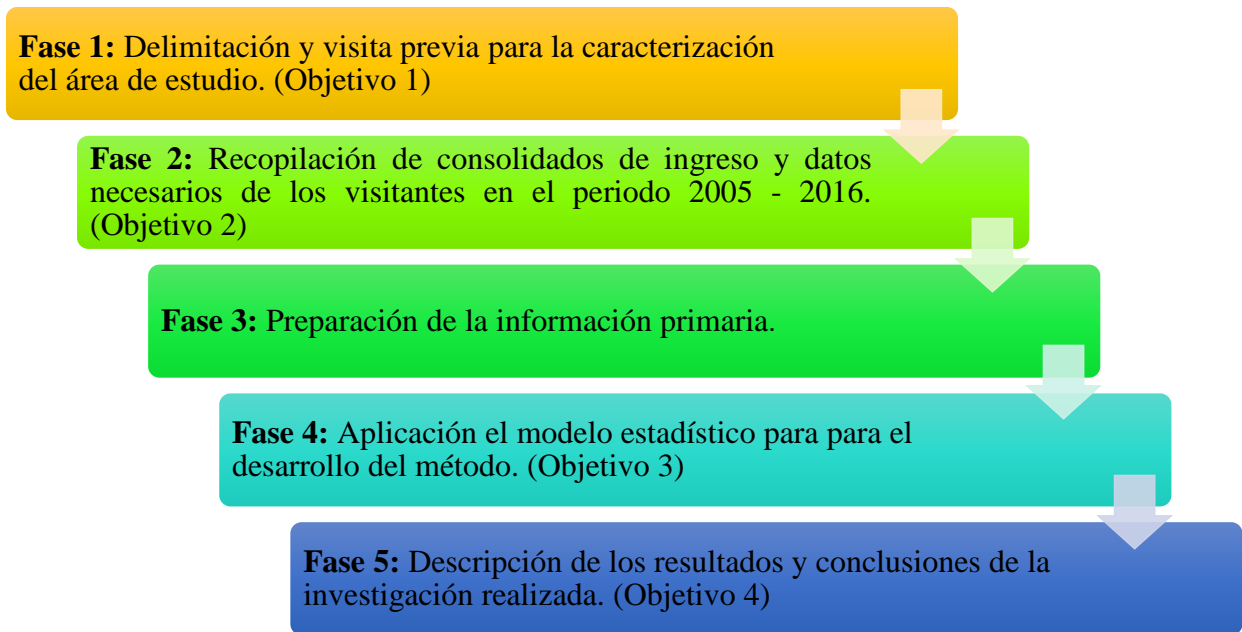 Fase 1: Delimitación y visita previa para la caracterización
del área de estudio. (Objetivo 1)
Fase 2: Recopilación de consolidados de ingreso y datos
necesarios de los visitantes en el periodo 2005 - 2016.
(Objetivo 2)
Fase 3: Preparación de la información primaria.
Fase 4: Aplicación el modelo estadístico para para el
desarrollo del método. (Objetivo 3)
Fase 5: Descripción de los resultados y conclusiones de la
investigación realizada. (Objetivo 4)